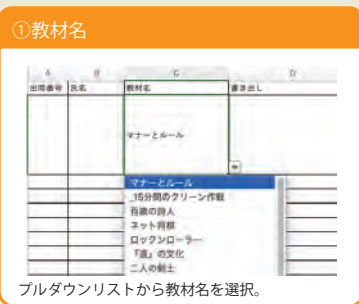 ①教材名
A B C D
出席番号 氏名 教材名 書き出し
マナーとルール
マナーとルール
15分間のクリーン作戦
百歳の詩人
ネット将棋
ロックンローラー
「道」の文化
二人の剣士
プルダウンリストから教材名を選択。